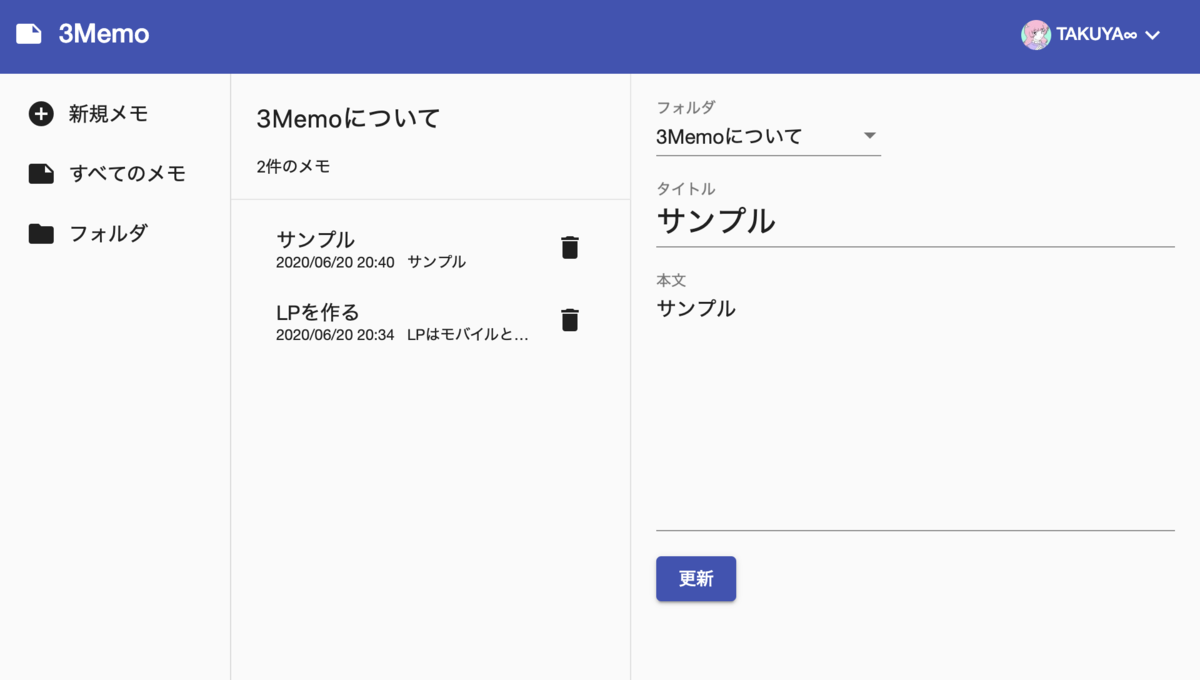 3Memo
TAKUYA∞
新規メモ
すべてのメモ
フォルダ
3Memoについて
2件のメモ
サンプル
2020/06/20 20:40 サンプル
LPを作る
2020/06/20 20:34 LPはモバイルと…
フォルダ
3Memoについて
タイトル
サンプル
本文
サンプル
更新